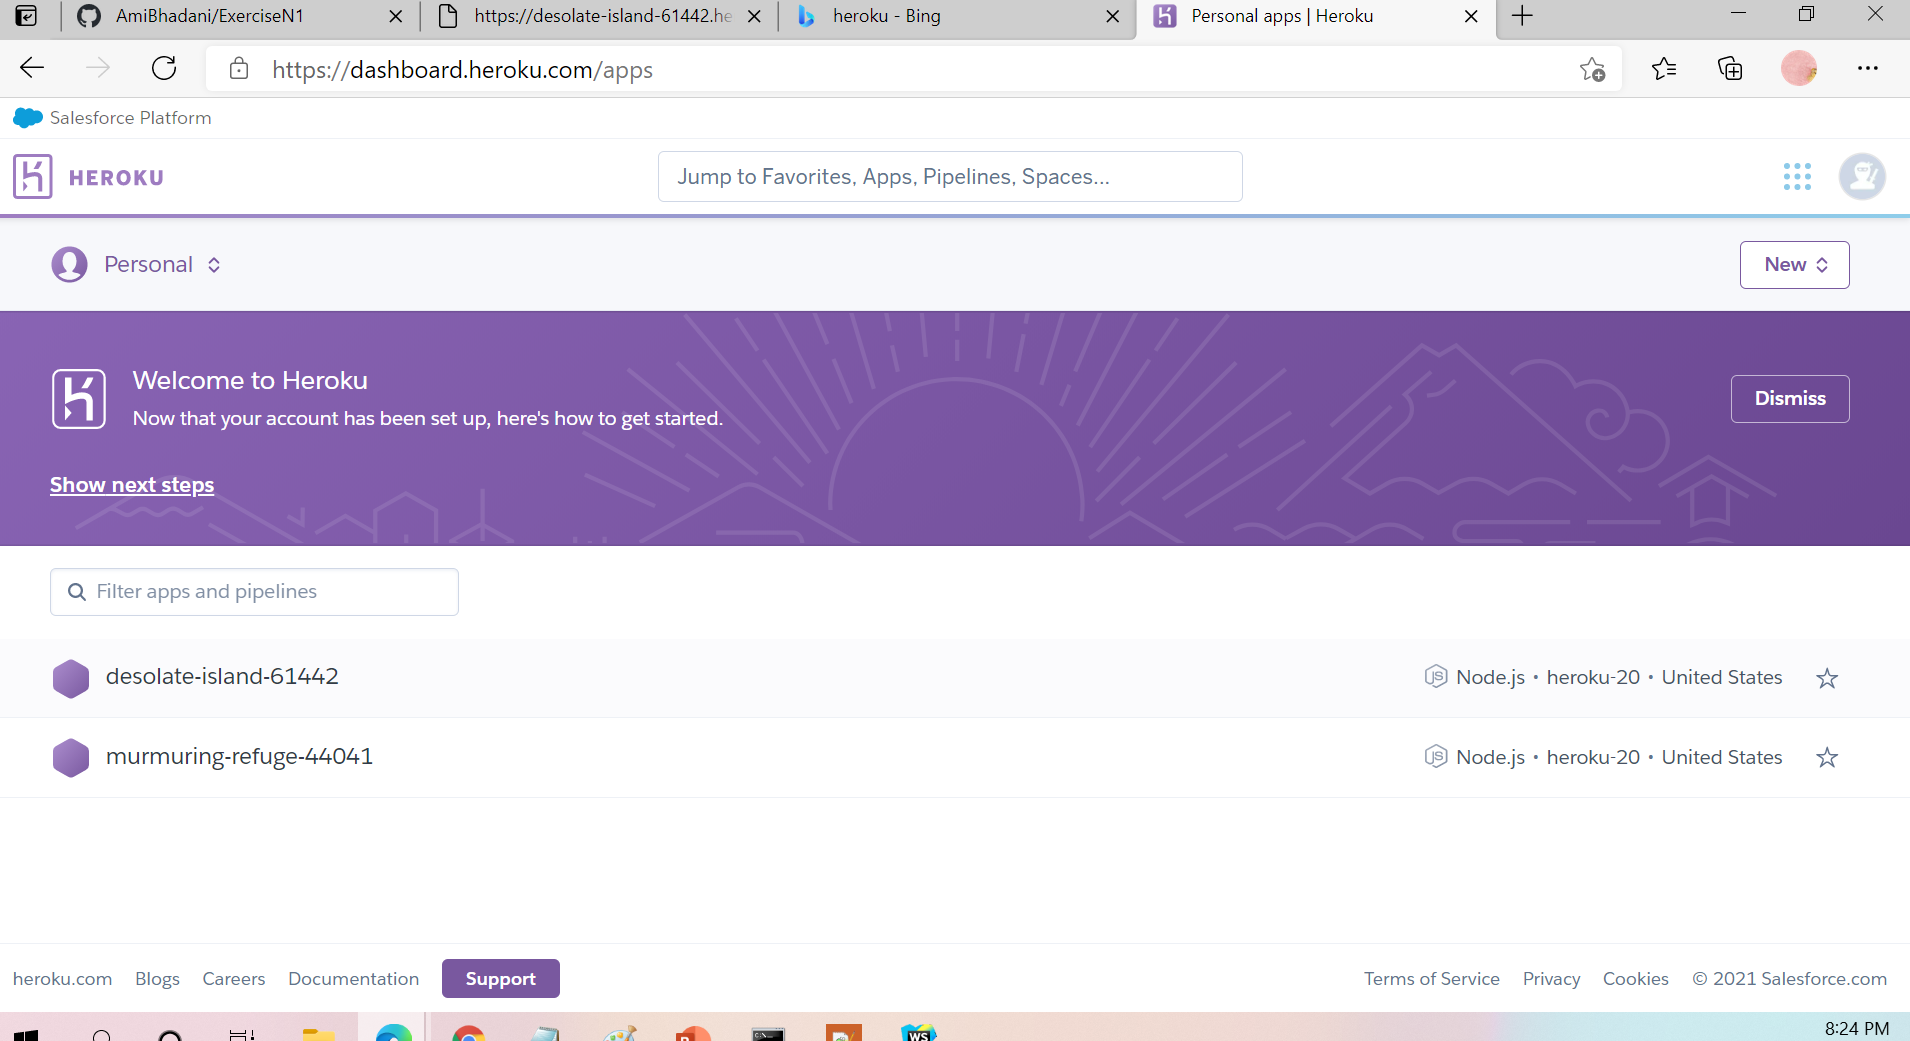 AmiBhadani/ExerciseN1
https://desolate-island-61442.he
heroku - Bing
Personal apps | Heroku
https://dashboard.heroku.com/apps
Salesforce Platform
HEROKU
Jump to Favorites, Apps, Pipelines, Spaces...
Personal
New
Welcome to Heroku
Now that your account has been set up, here's how to get started.
Dismiss
Show next steps
Filter apps and pipelines
desolate-island-61442
Node.js • heroku-20 • United States
murmuring-refuge-44041
Node.js • heroku-20 • United States
heroku.com Blogs Careers Documentation Support
Terms of Service Privacy Cookies © 2021 Salesforce.com
WS
8:24 PM